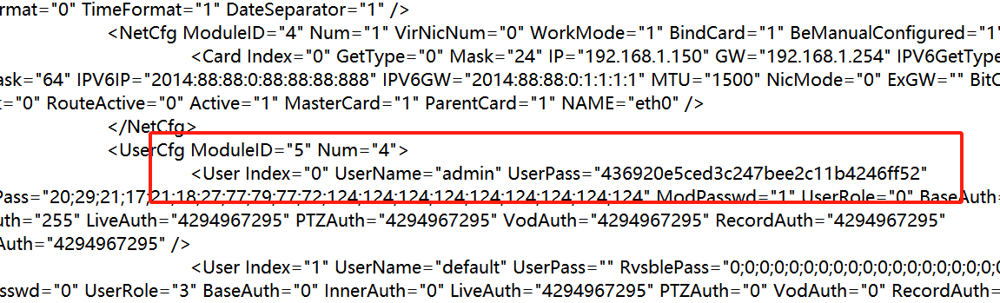 ormat="0" TimeFormat="1" DateSeparator="1" />
<NetCfg ModuleID="4" Num="1" VirNicNum="0" WorkMode="1" BindCard="1" BeManualConfigured="1"
<Card Index="0" GetType="0" Mask="24" IP="192.168.1.150" GW="192.168.1.254" IPV6GetType
ask="64" IPV6IP="2014:88:88:0:88:88:88:888" IPV6GW="2014:88:88:0:1:1:1:1" MTU="1500" NicMode="0" ExGW="" BitC
="0" RouteActive="0" Active="1" MasterCard="1" ParentCard="1" NAME="eth0" />
</NetCfg>
<UserCfg ModuleID="5" Num="4">
<User Index="0" UserName="admin" UserPass="436920e5ced3c247bee2c11b4246ff52"
Pass="20;29;21;17;21;18;27;77;79;77;72;124;124;124;124;124;124;124;124;124" ModPasswd="1" UserRole="0" BaseAuth=
uth="255" LiveAuth="4294967295" PTZAuth="4294967295" VodAuth="4294967295" RecordAuth="4294967295"
Auth="4294967295" />
<User Index="1" UserName="default" UserPass="" RvsblePass="0;0;0;0;0;0;0;0;0;0;0;0;0;0;0;0;0;0;0;0
sswd="0" UserRole="3" BaseAuth="0" InnerAuth="0" LiveAuth="4294967295" PTZAuth="0" VodAuth="0" RecordAuth=